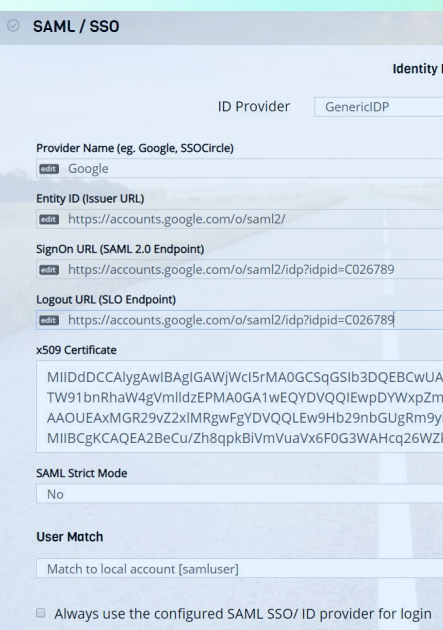 SAML / SSO
Identity
ID Provider GenericIDP
Provider Name (eg. Google, SSOCircle)
edit Google
Entity ID (Issuer URL)
edit https://accounts.google.com/o/saml2/
SignOn URL (SAML 2.0 Endpoint)
edit https://accounts.google.com/o/saml2/idp?idpid=C026789
Logout URL (SLO Endpoint)
edit https://accounts.google.com/o/saml2/idp?idpid=C026789
x509 Certificate
MIIDdDCCAlygAwIBAgIGAWjWcI5rMA0GCSqGSIb3DQEBCwUA
TW91bnRhaW4gVmlldzEPMA0GA1wEQYDVQQIEwpDYWxpZm
AAOUEAxMGR29vZ2xlMRgwFgYDVQQLEw9Hb29nbGUgRm9y
MIIBCgKCAQEA2BeCu/Zh8qpkBiVmVuaVx6F0G3WAHcq26WZ
SAML Strict Mode
No
User Match
Match to local account [samluser]
Always use the configured SAML SSO/ ID provider for login